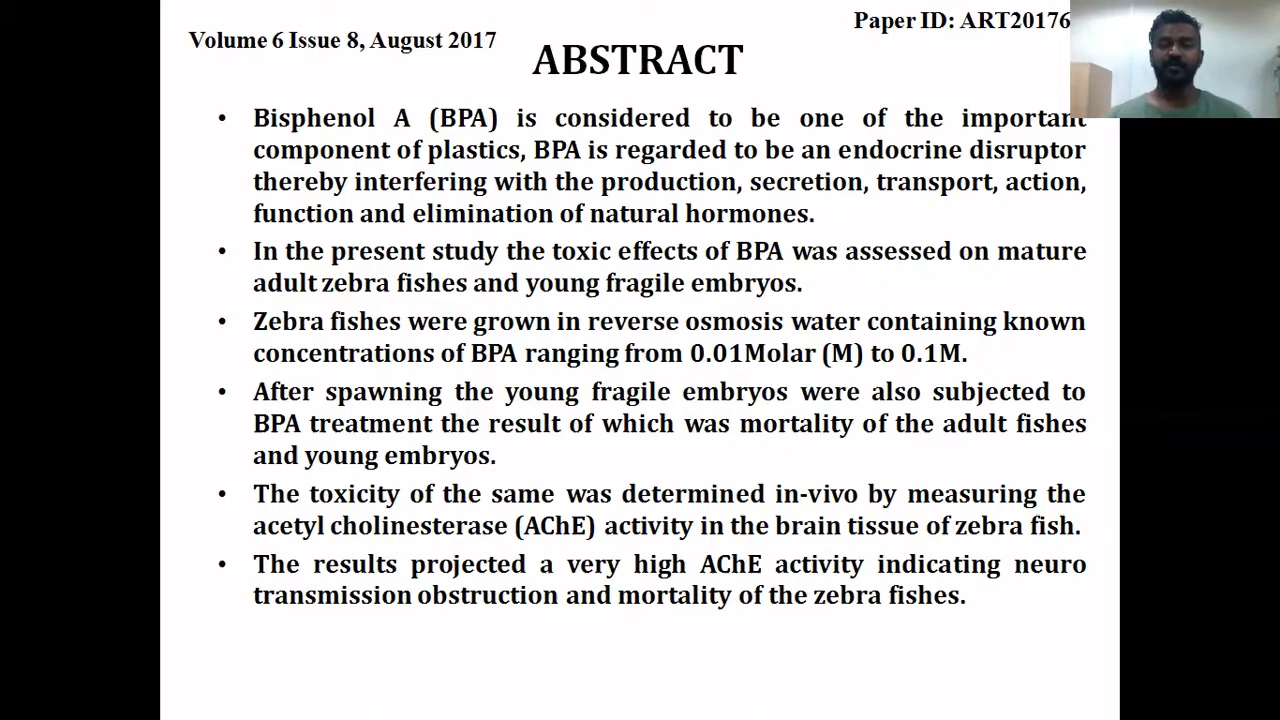 Volume 6 Issue 8, August 2017
Paper ID: ART20176
ABSTRACT
• Bisphenol A (BPA) is considered to be one of the important
component of plastics, BPA is regarded to be an endocrine disruptor
thereby interfering with the production, secretion, transport, action,
function and elimination of natural hormones.
• In the present study the toxic effects of BPA was assessed on mature
adult zebra fishes and young fragile embryos.
• Zebra fishes were grown in reverse osmosis water containing known
concentrations of BPA ranging from 0.01Molar (M) to 0.1M.
• After spawning the young fragile embryos were also subjected to
BPA treatment the result of which was mortality of the adult fishes
and young embryos.
• The toxicity of the same was determined in-vivo by measuring the
acetyl cholinesterase (AChE) activity in the brain tissue of zebra fish.
• The results projected a very high AChE activity indicating neuro
transmission obstruction and mortality of the zebra fishes.